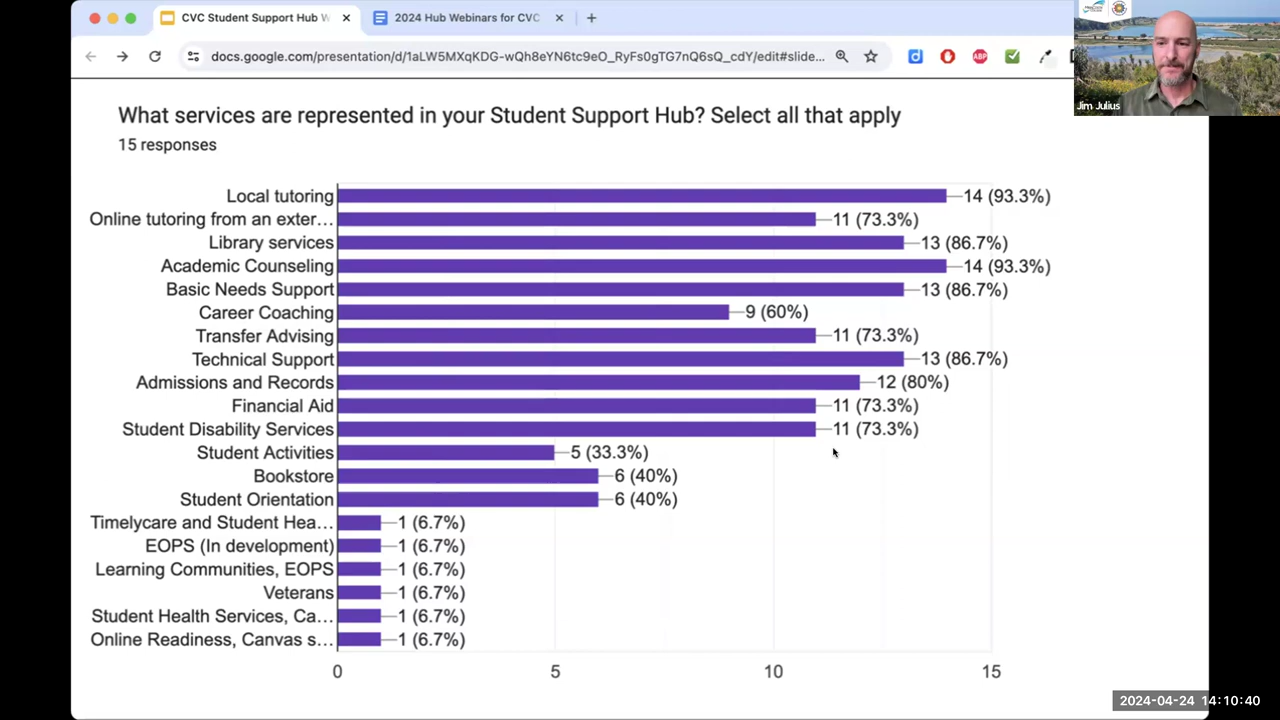 CVC Student Support Hub W
2024 Hub Webinars for CVC
docs.google.com/presentation/d/1aLW5MXqKDG-wQh8eYN6tc9eO_RyFs0gTG7nQ6sQ_cdY/edit#slide...
ABP
Jim Julius
What services are represented in your Student Support Hub? Select all that apply
15 responses
Local tutoring 14 (93.3%)
Online tutoring from an exter... 11 (73.3%)
Library services 13 (86.7%)
Academic Counseling 14 (93.3%)
Basic Needs Support 13 (86.7%)
Career Coaching 9 (60%)
Transfer Advising 11 (73.3%)
Technical Support 13 (86.7%)
Admissions and Records 12 (80%)
Financial Aid 11 (73.3%)
Student Disability Services 11 (73.3%)
Student Activities 5 (33.3%)
Bookstore 6 (40%)
Student Orientation 6 (40%)
Timelycare and Student Hea... 1 (6.7%)
EOPS (In development) 1 (6.7%)
Learning Communities, EOPS 1 (6.7%)
Veterans 1 (6.7%)
Student Health Services, Ca... 1 (6.7%)
Online Readiness, Canvas s... 1 (6.7%)
0 5 10 15
2024-04-24 14:10:40